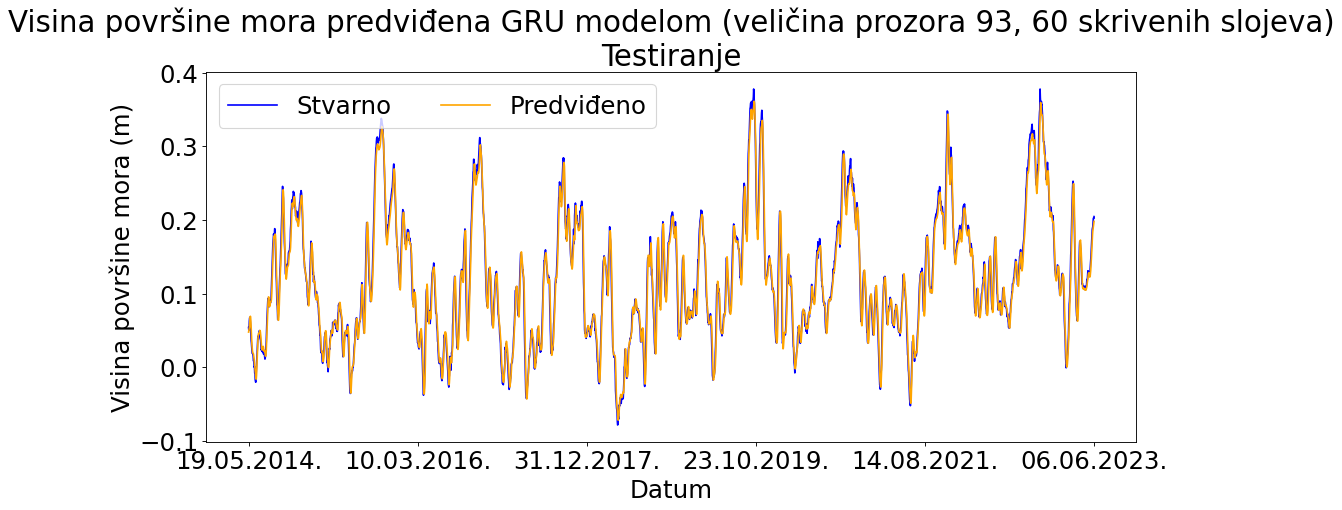 Visina površine mora predviđena GRU modelom (veličina prozora 93, 60 skrivenih slojeva)
Testiranje
Stvarno
Predviđeno
Visina površine mora (m)
0.4
0.3
0.2
0.1
0.0
−0.1
19.05.2014.
10.03.2016.
31.12.2017.
23.10.2019.
14.08.2021.
06.06.2023.
Datum